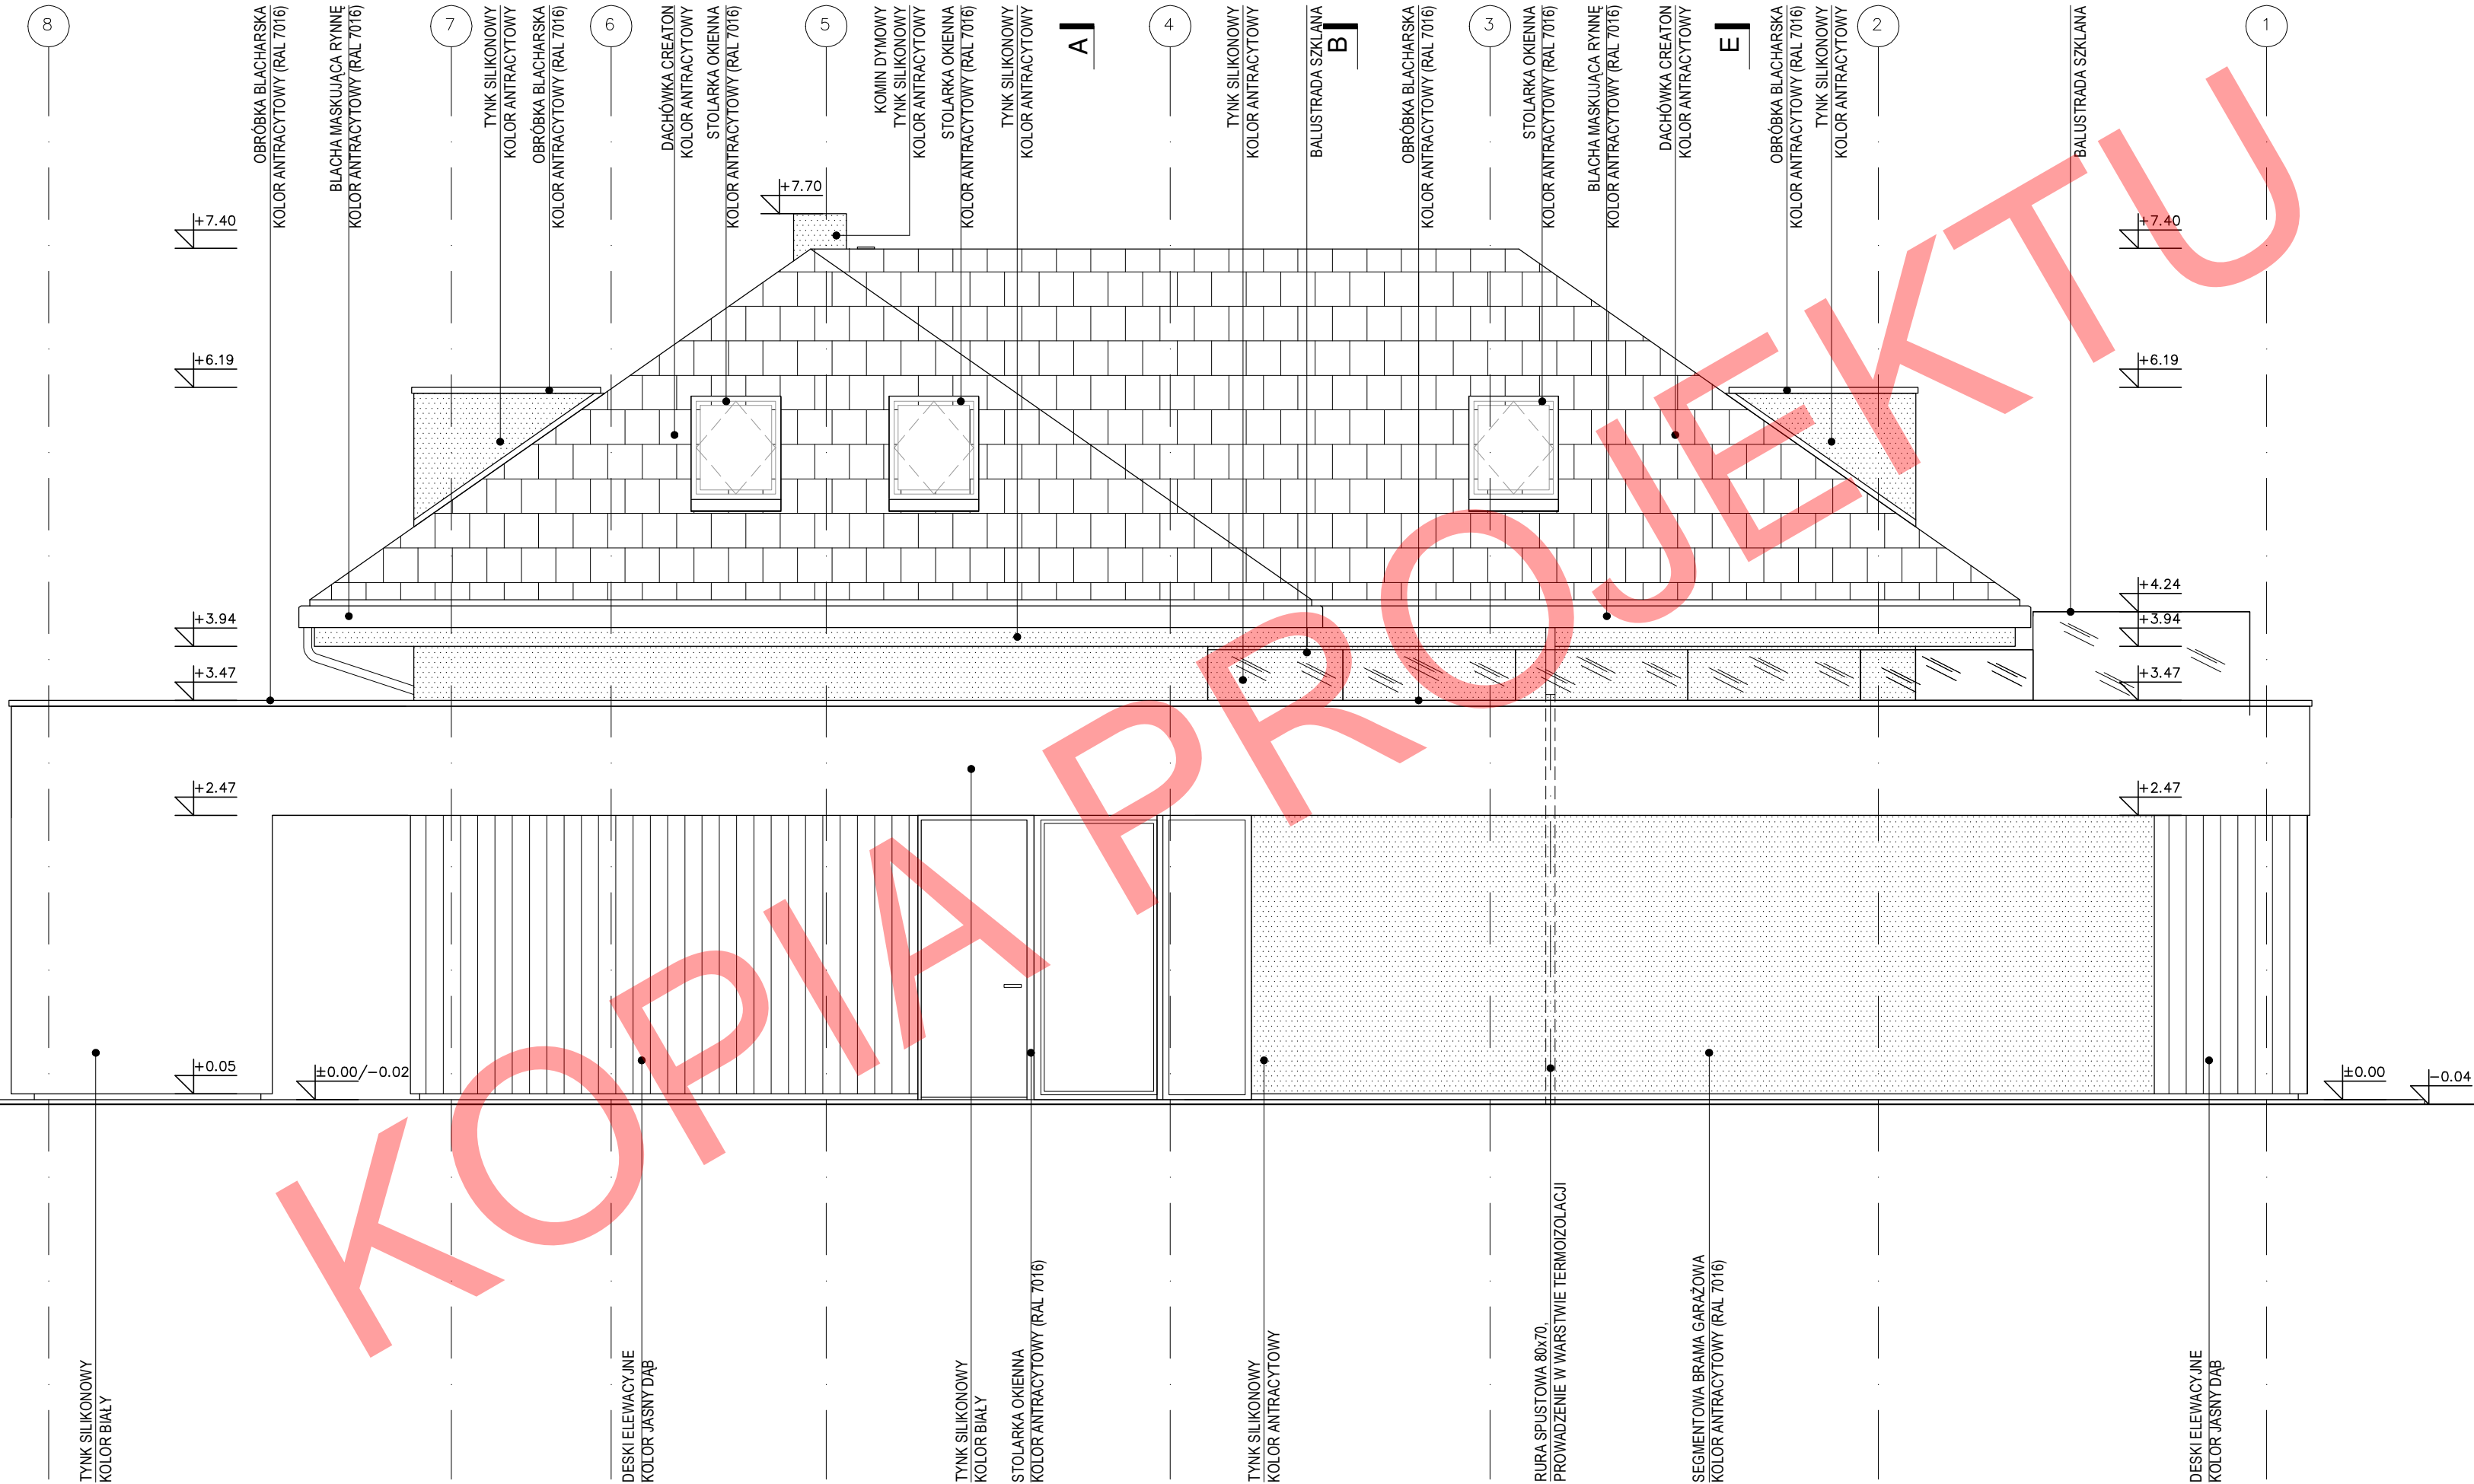 8
7
6
5
4
3
2
1
OBRÓBKA BLACHARSKA
KOLOR ANTRACYTOWY (RAL 7016)
BLACHA MASKUJĄCA RYNNĘ
KOLOR ANTRACYTOWY (RAL 7016)
TYNK SILIKONOWY
KOLOR ANTRACYTOWY
OBRÓBKA BLACHARSKA
KOLOR ANTRACYTOWY (RAL 7016)
DACHÓWKA CREATON
KOLOR ANTRACYTOWY
STOLARKA OKIENNA
KOLOR ANTRACYTOWY (RAL 7016)
KOMIN DYMOWY
TYNK SILIKONOWY
KOLOR ANTRACYTOWY
STOLARKA OKIENNA
KOLOR ANTRACYTOWY (RAL 7016)
TYNK SILIKONOWY
KOLOR ANTRACYTOWY
A
TYNK SILIKONOWY
KOLOR ANTRACYTOWY
BALUSTRADA SZKLANA
B
OBRÓBKA BLACHARSKA
KOLOR ANTRACYTOWY (RAL 7016)
STOLARKA OKIENNA
KOLOR ANTRACYTOWY (RAL 7016)
BLACHA MASKUJĄCA RYNNĘ
KOLOR ANTRACYTOWY (RAL 7016)
DACHÓWKA CREATON
KOLOR ANTRACYTOWY
E
OBRÓBKA BLACHARSKA
KOLOR ANTRACYTOWY (RAL 7016)
TYNK SILIKONOWY
KOLOR ANTRACYTOWY
BALUSTRADA SZKLANA
+7.70
+7.40
+7.40
+6.19
+6.19
+4.24
+3.94
+3.94
+3.47
+3.47
+2.47
+2.47
+0.05
±0.00/-0.02
±0.00
-0.04
KOPIA PROJEKTU
TYNK SILIKONOWY
KOLOR BIAŁY
DESKI ELEWACYJNE
KOLOR JASNY DĄB
TYNK SILIKONOWY
KOLOR BIAŁY
STOLARKA OKIENNA
KOLOR ANTRACYTOWY (RAL 7016)
TYNK SILIKONOWY
KOLOR ANTRACYTOWY
RURA SPUSTOWA 80x70,
PROWADZENIE W WARSTWIE TERMOIZOLACJI
SEGMENTOWA BRAMA GARAŻOWA
KOLOR ANTRACYTOWY (RAL 7016)
DESKI ELEWACYJNE
KOLOR JASNY DĄB